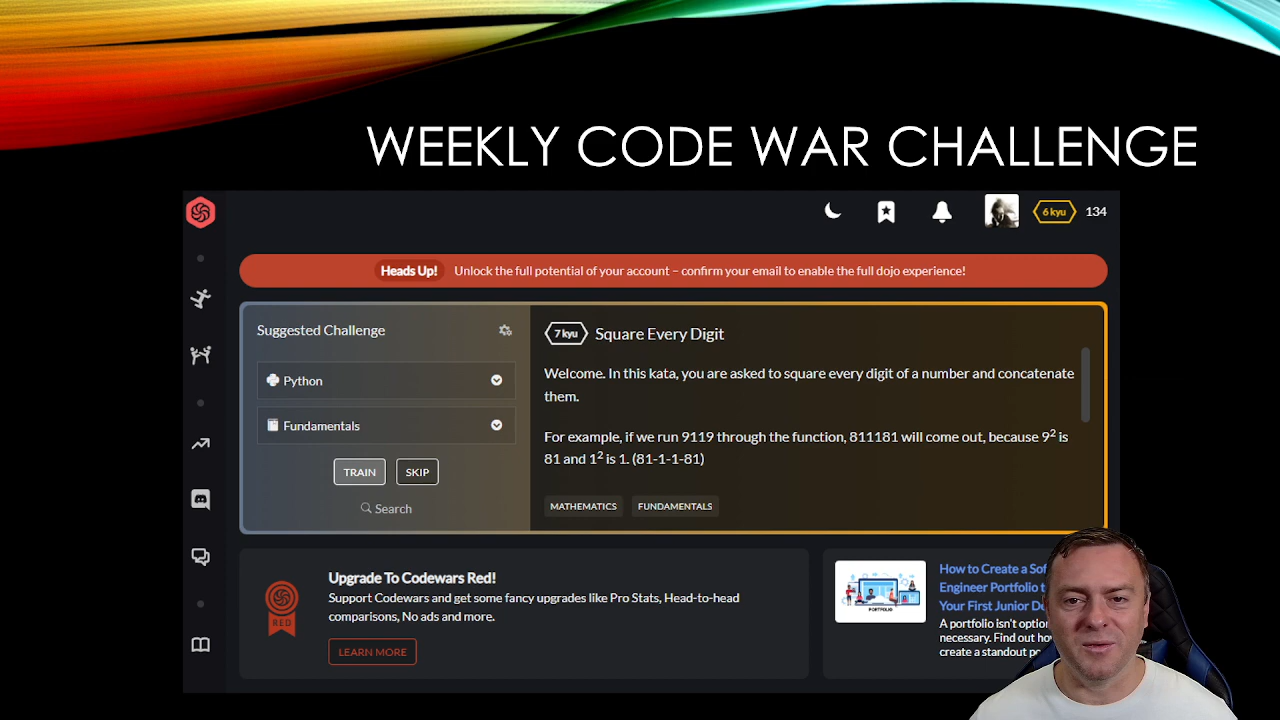 WEEKLY CODE WAR CHALLENGE
6 kyu 134
Heads Up! Unlock the full potential of your account – confirm your email to enable the full dojo experience!
Suggested Challenge
Python
Fundamentals
TRAIN SKIP
Search
7 kyu Square Every Digit
Welcome. In this kata, you are asked to square every digit of a number and concatenate
them.
For example, if we run 9119 through the function, 811181 will come out, because 9² is
81 and 1² is 1. (81-1-1-81)
MATHEMATICS FUNDAMENTALS
RED
Upgrade To Codewars Red!
Support Codewars and get some fancy upgrades like Pro Stats, Head-to-head
comparisons, No ads and more.
LEARN MORE
PORTFOLIO
How to Create a
Engineer Portfolio
Your First Junior
A portfolio isn't
necessary. Find out
create a standout